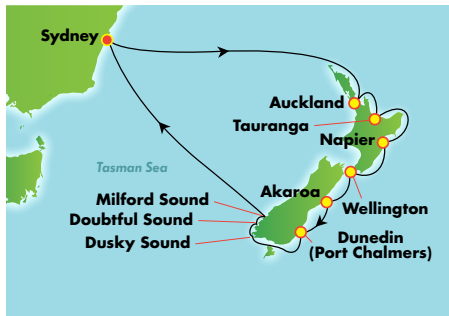 Sydney
Auckland
Tauranga
Napier
Tasman Sea
Akaroa
Milford Sound
Wellington
Doubtful Sound
Dusky Sound
Dunedin
(Port Chalmers)